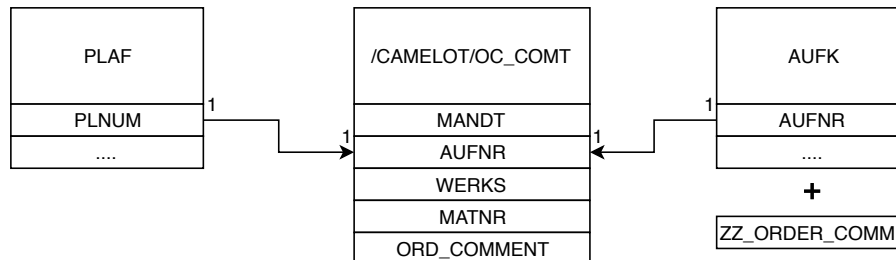 PLAF
PLNUM
....
1
/CAMELOT/OC_COMT
MANDT
AUFNR
WERKS
MATNR
ORD_COMMENT
1
1
AUFK
AUFNR
....
1
+
ZZ_ORDER_COMM